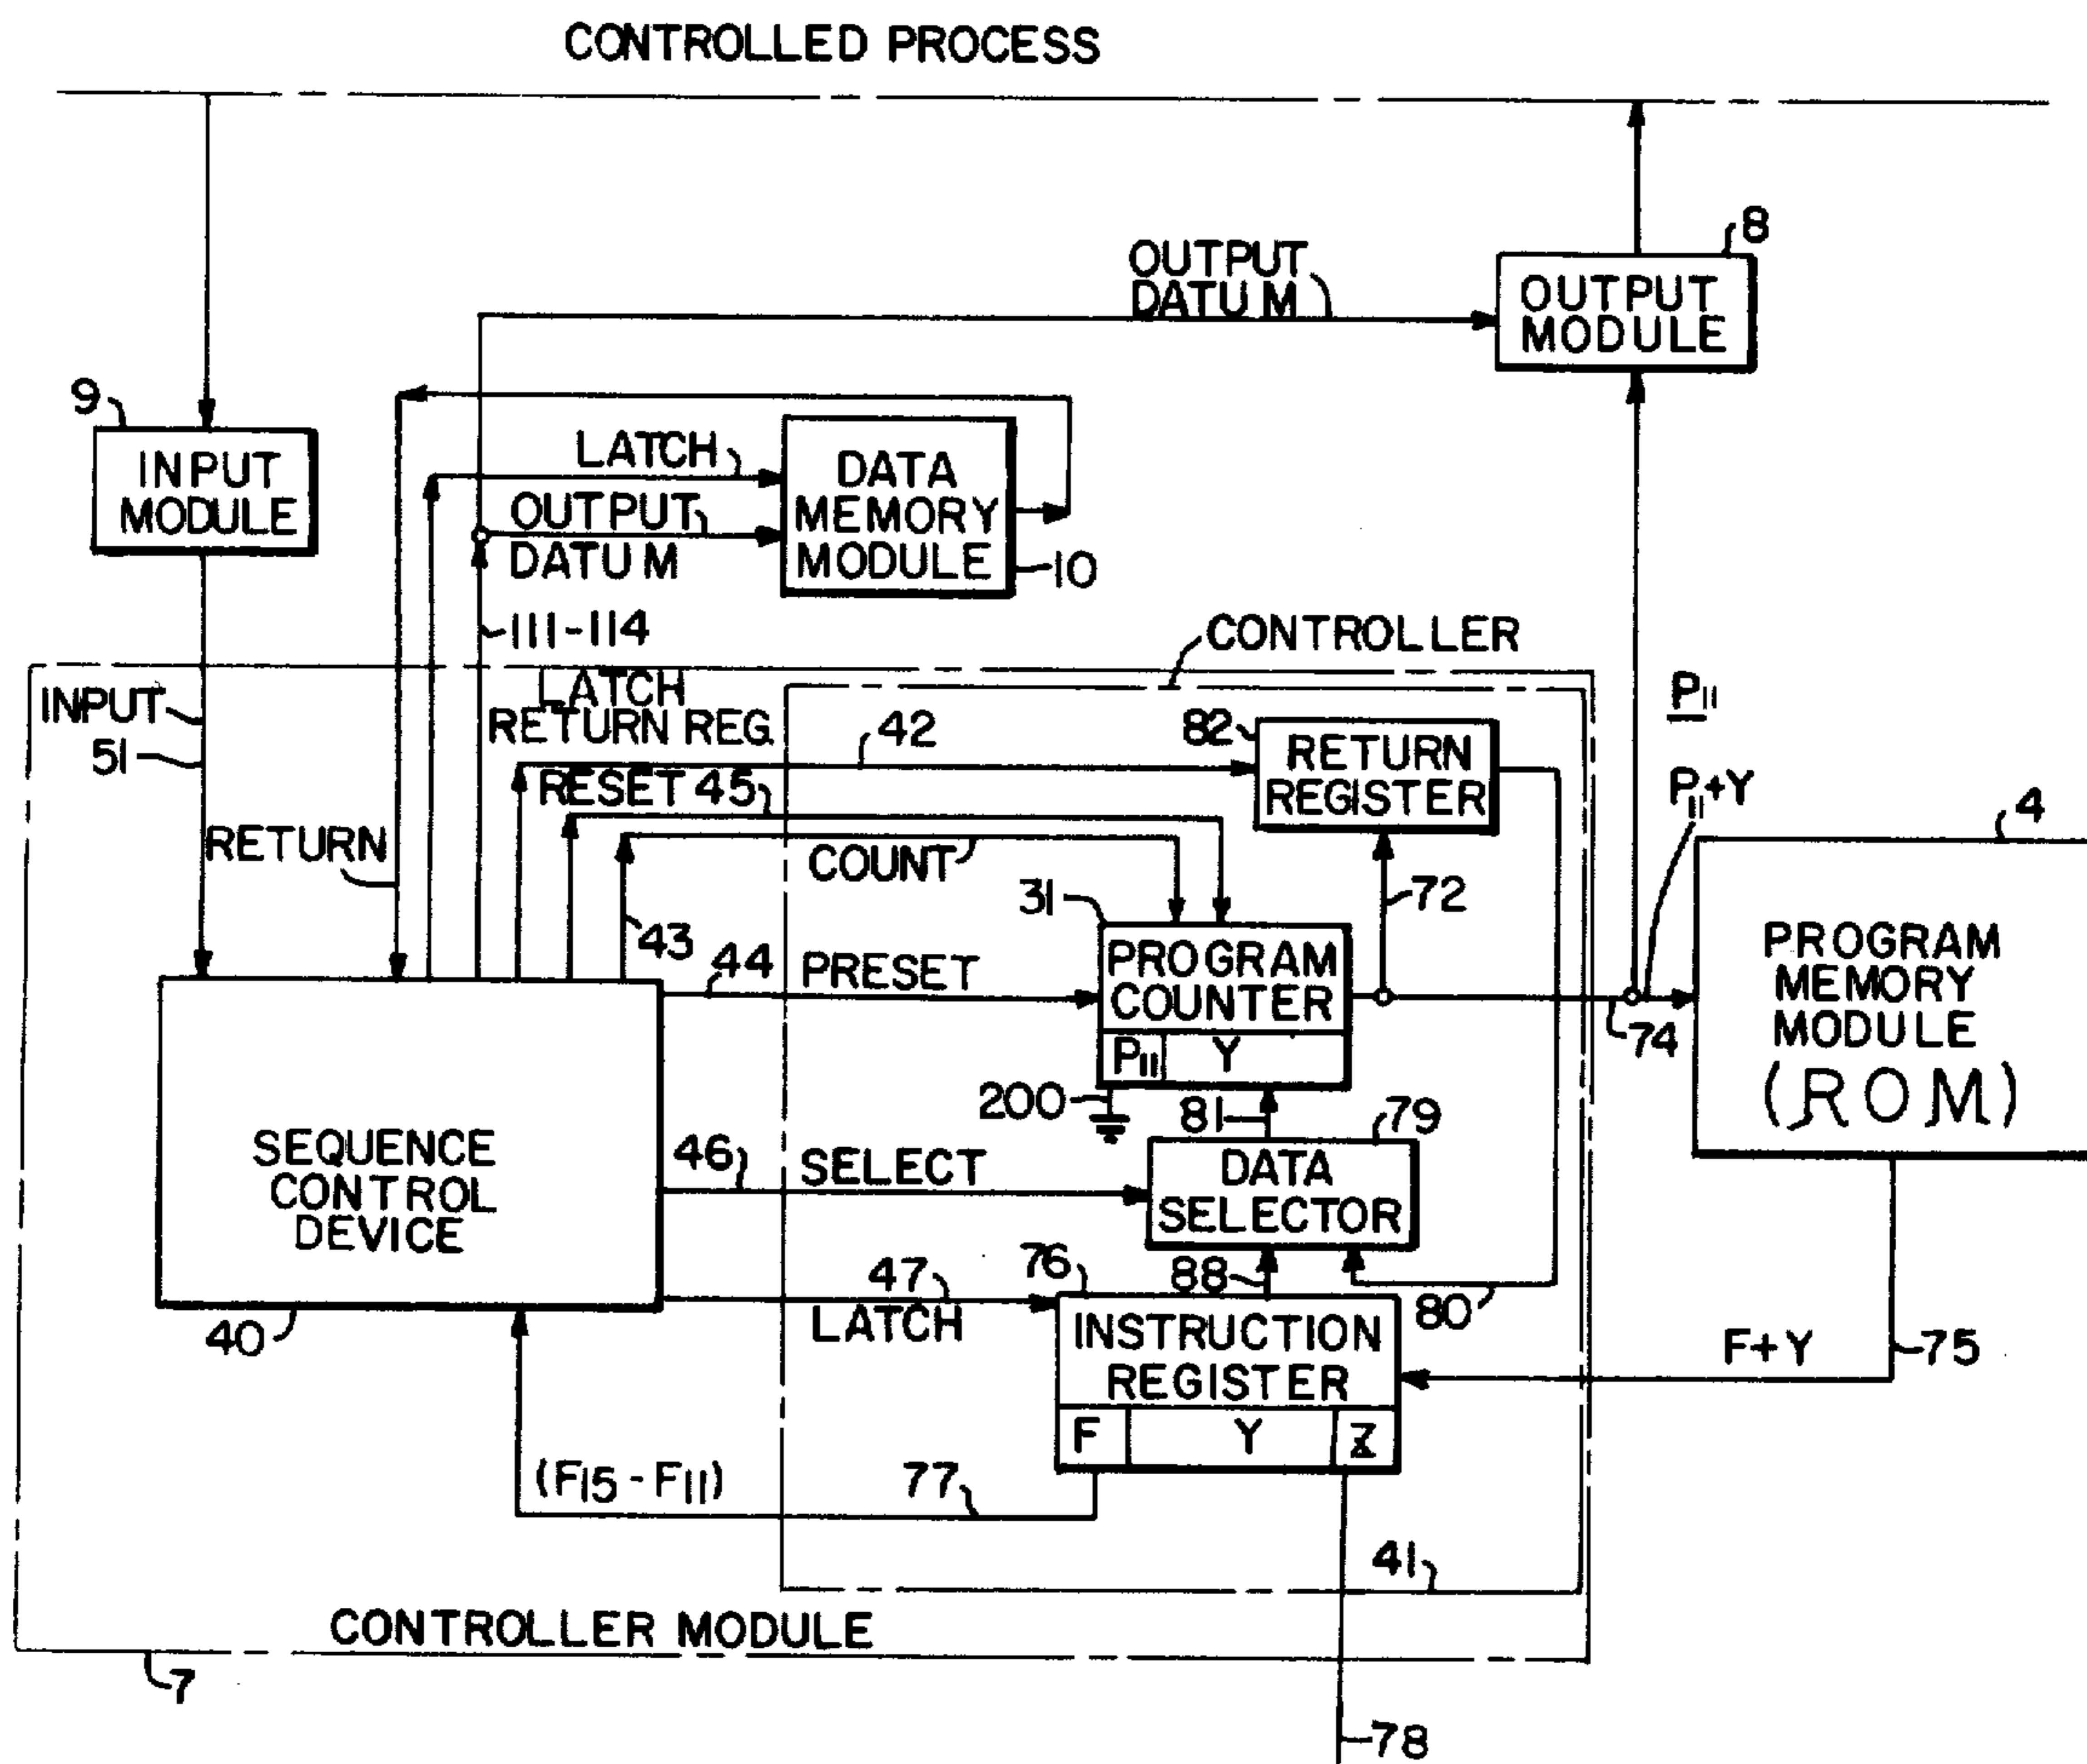 CONTROLLED PROCESS
8
OUTPUT
DATUM
OUTPUT
MODULE
9
INPUT
MODULE
LATCH
OUTPUT
DATUM
DATA
MEMORY
MODULE
10
111-114
CONTROLLER
INPUT
51
LATCH
RETURN REG.
42
82
RETURN
REGISTER
P11
P11+Y
4
RESET 45
RETURN
COUNT
43
31
72
44
PRESET
PROGRAM
COUNTER
P11
Y
74
PROGRAM
MEMORY
MODULE
(ROM)
200
81
79
SEQUENCE
CONTROL
DEVICE
46
SELECT
DATA
SELECTOR
40
47
LATCH
76
88
80
INSTRUCTION
REGISTER
F+Y
75
F
Y
(F15 - F11)
77
41
CONTROLLER MODULE
7
78